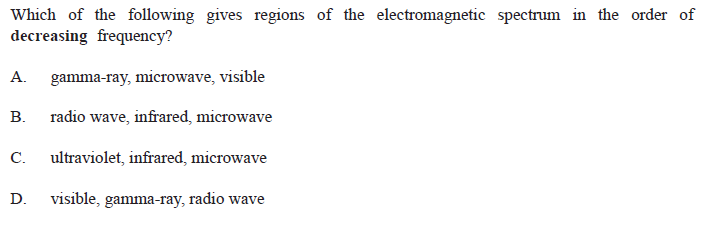 Which of the following gives regions of the electromagnetic spectrum in the order of
decreasing frequency?
A. gamma-ray, microwave, visible
B. radio wave, infrared, microwave
C. ultraviolet, infrared, microwave
D. visible, gamma-ray, radio wave